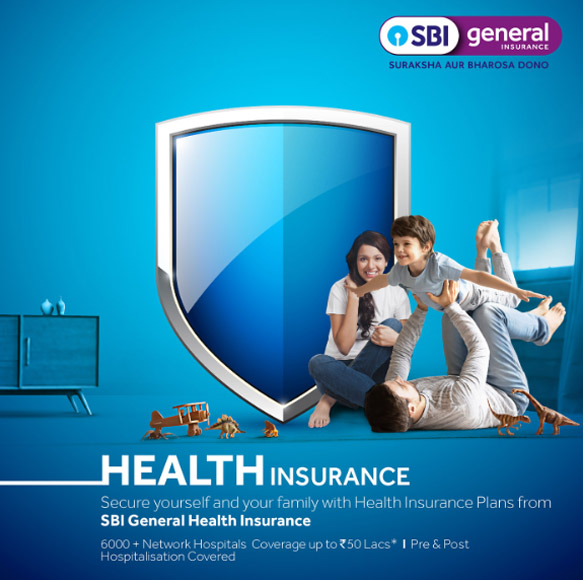 SBI general
INSURANCE
SURAKSHA AUR BHAROSA DONO
HEALTH INSURANCE
Secure yourself and your family with Health Insurance Plans from
SBI General Health Insurance
6000 + Network Hospitals Coverage up to ₹50 Lacs* I Pre & Post
Hospitalisation Covered